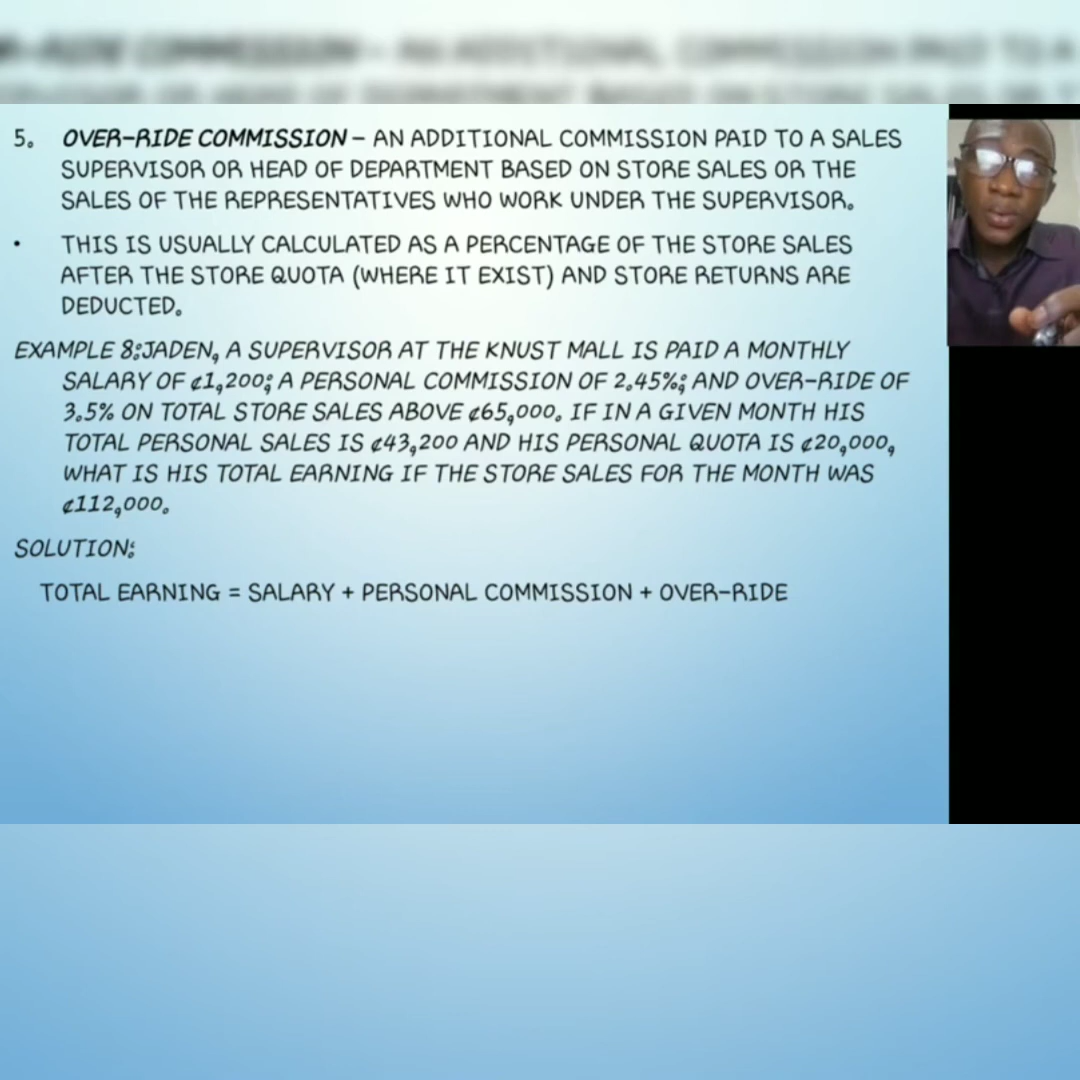 5. OVER-RIDE COMMISSION – AN ADDITIONAL COMMISSION PAID TO A SALES
SUPERVISOR OR HEAD OF DEPARTMENT BASED ON STORE SALES OR THE
SALES OF THE REPRESENTATIVES WHO WORK UNDER THE SUPERVISOR.
• THIS IS USUALLY CALCULATED AS A PERCENTAGE OF THE STORE SALES
AFTER THE STORE QUOTA (WHERE IT EXIST) AND STORE RETURNS ARE
DEDUCTED.
EXAMPLE 8:JADEN, A SUPERVISOR AT THE KNUST MALL IS PAID A MONTHLY
SALARY OF ¢1,200; A PERSONAL COMMISSION OF 2.45%; AND OVER-RIDE OF
3.5% ON TOTAL STORE SALES ABOVE ¢65,000. IF IN A GIVEN MONTH HIS
TOTAL PERSONAL SALES IS ¢43,200 AND HIS PERSONAL QUOTA IS ¢20,000,
WHAT IS HIS TOTAL EARNING IF THE STORE SALES FOR THE MONTH WAS
¢112,000.
SOLUTION:
TOTAL EARNING = SALARY + PERSONAL COMMISSION + OVER-RIDE